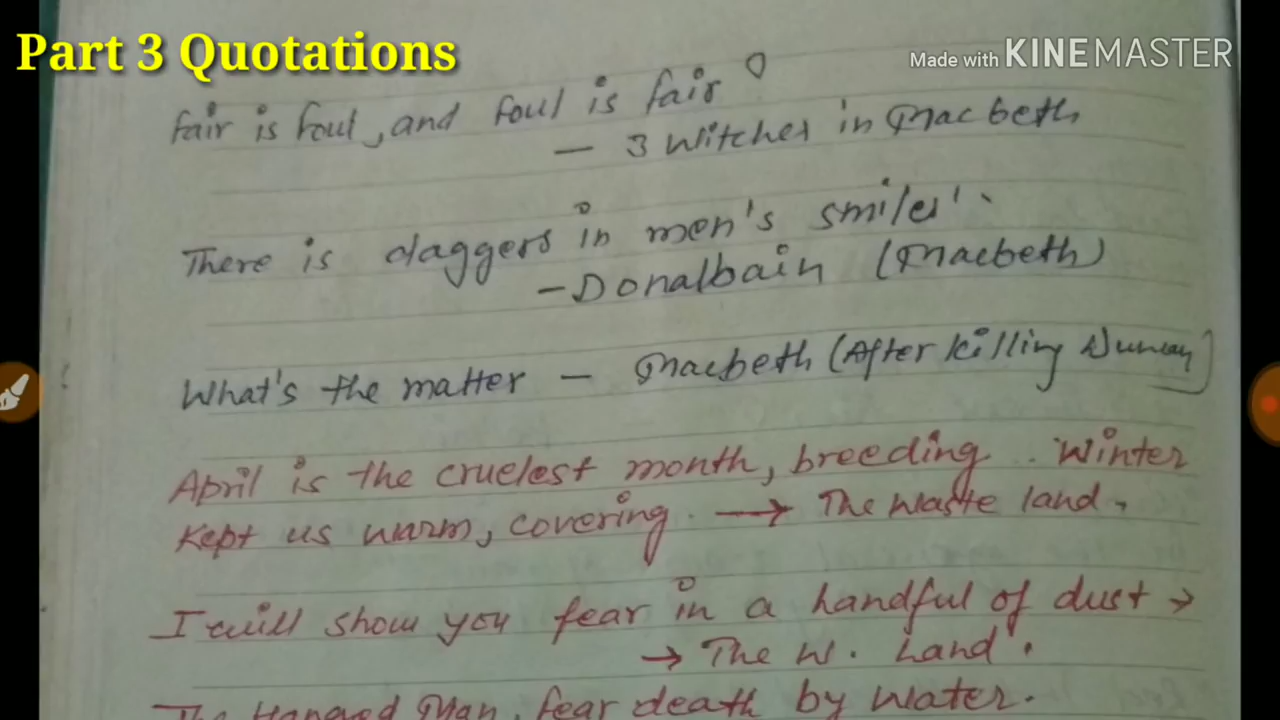 Part 3 Quotations
Made with KINEMASTER
fair is foul, and foul is fair
— 3 witches in Macbeth
There is daggers in men's smiles'.
— Donalbain (Macbeth)
What's the matter — Macbeth (After killing Duncan)
April is the cruelest month, breeding.. Winter
kept us warm, covering. → The waste land.
I will show you fear in a handful of dust →
→ The W. Land.
The Hanged Man, fear death by water.